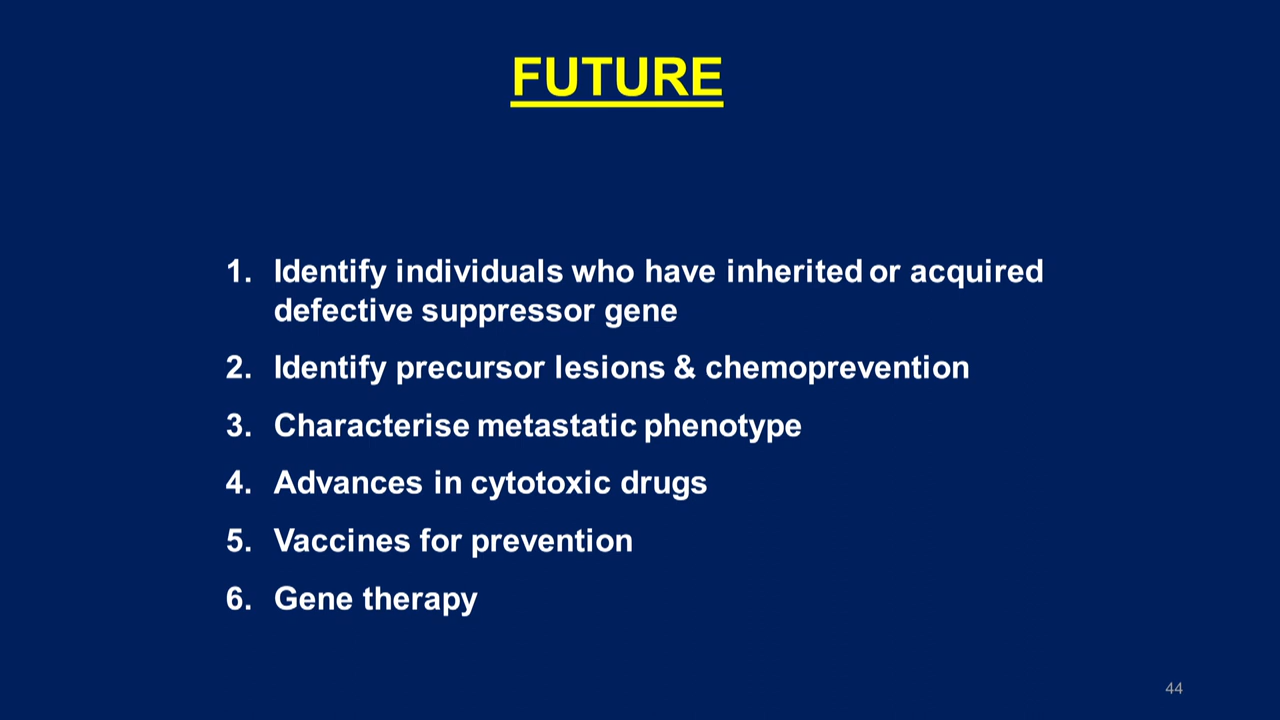 FUTURE
1. Identify individuals who have inherited or acquired
defective suppressor gene
2. Identify precursor lesions & chemoprevention
3. Characterise metastatic phenotype
4. Advances in cytotoxic drugs
5. Vaccines for prevention
6. Gene therapy
44